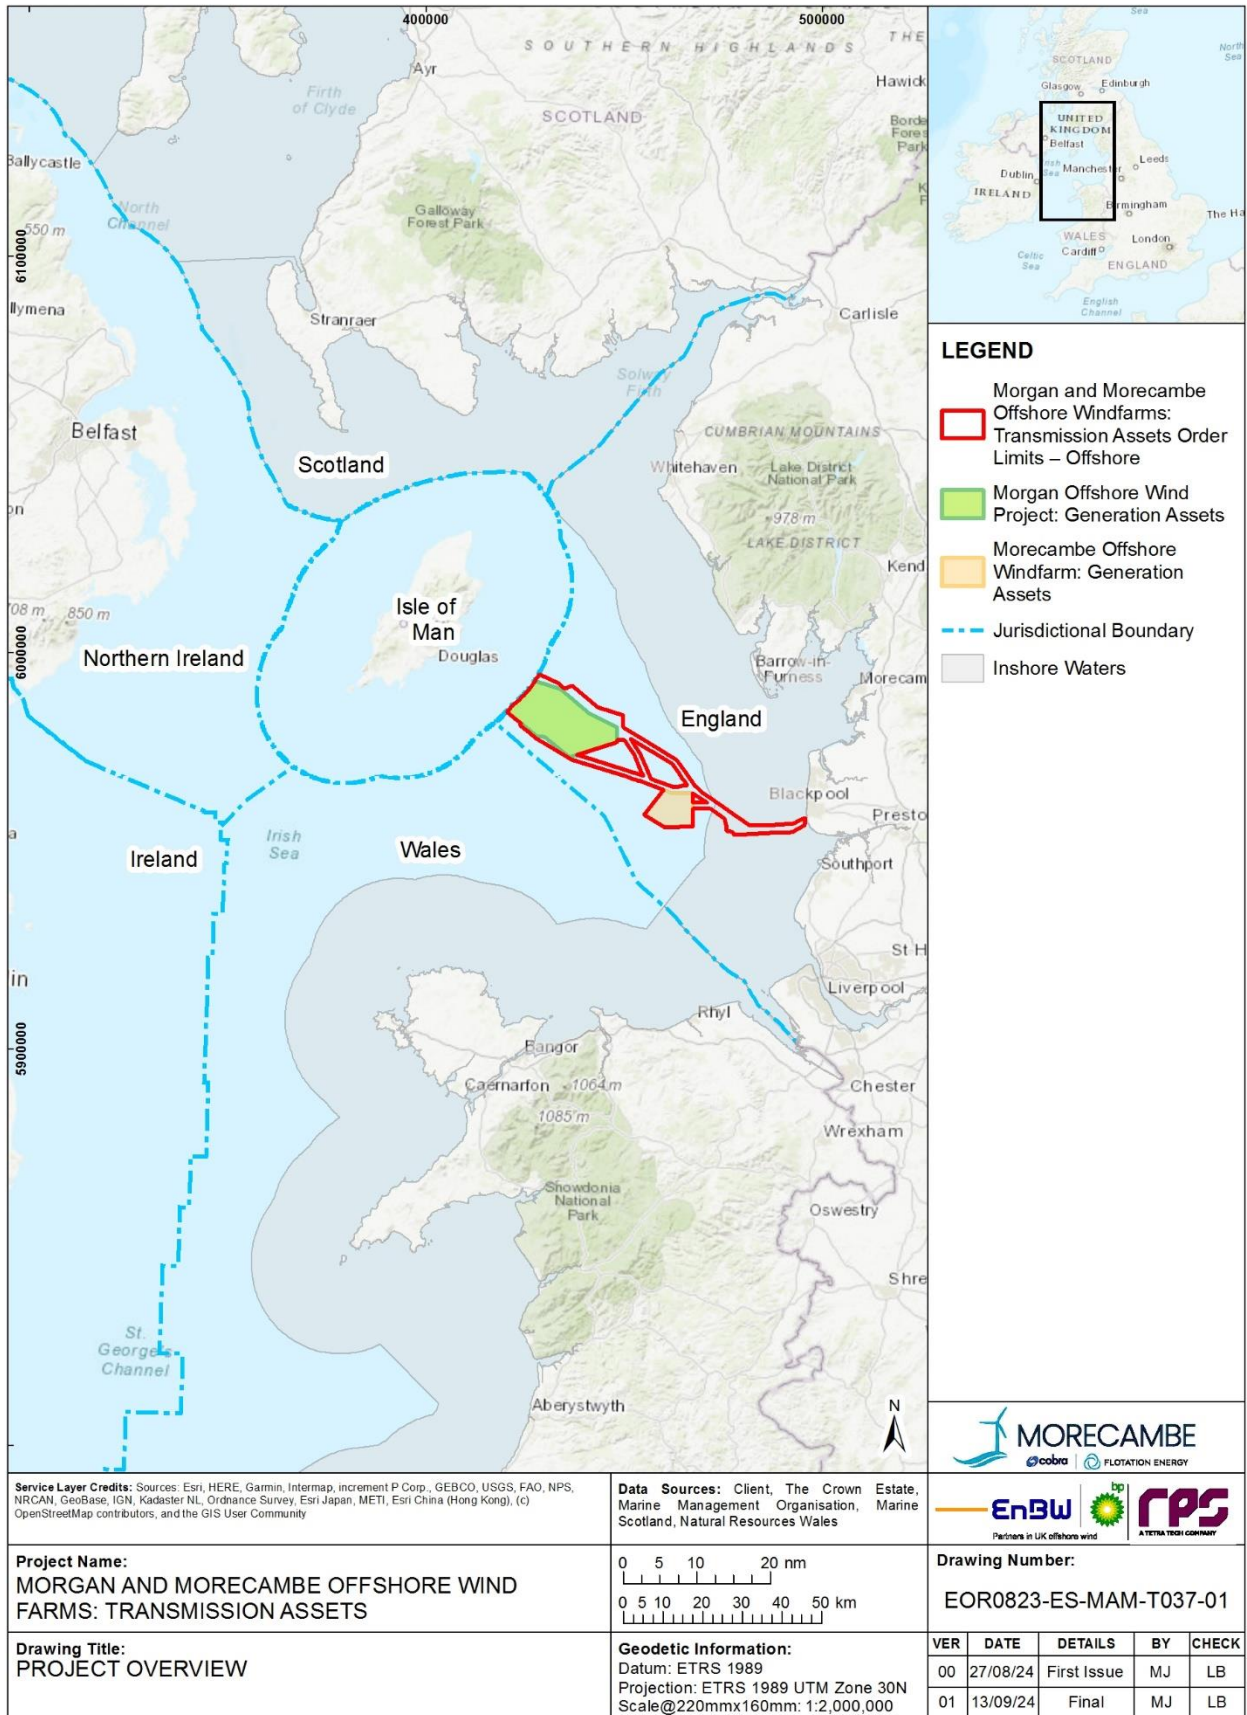 400000
500000
SOUTHERN HIGHLANDS
THE
Ayr
Hawick
Firth
of Clyde
SCOTLAND
Borde
Fores
Park
Ballycastle
North
Channel
550 m
Galloway
Forest Park
6100000
llymena
Stranraer
Carlisle
Solway
Firth
Belfast
CUMBRIAN MOUNTAINS
Scotland
Whitehaven
Lake District
National Park
978 m
LAKE DISTRICT
on
Kend
Isle of
Man
708 m
850 m
6000000
Northern Ireland
Douglas
Barrow-in-
Furness
Morecam
England
Blackpool
Presto
Irish
Sea
Ireland
Wales
Southport
St H
lin
Liverpool
Rhyl
5900000
Bangor
Caernarfon
1064 m
Chester
1085 m
Wrexham
Snowdonia
National
Park
Oswestry
P
Shre
St.
George's
Channel
Aberystwyth
N
Sea
North
Sea
SCOTLAND
Glasgow
Edinburgh
UNITED
KINGDOM
Belfast
Irish
Sea
Leeds
Dublin
Manchester
IRELAND
Birmingham
The Ha
WALES
Cardiff
London
Celtic
Sea
ENGLAND
English
Channel
LEGEND
Morgan and Morecambe
Offshore Windfarms:
Transmission Assets Order
Limits – Offshore
Morgan Offshore Wind
Project: Generation Assets
Morecambe Offshore
Windfarm: Generation
Assets
Jurisdictional Boundary
Inshore Waters
MORECAMBE
cobra
FLOTATION ENERGY
Service Layer Credits: Sources: Esri, HERE, Garmin, Intermap, increment P Corp., GEBCO, USGS, FAO, NPS,
NRCAN, GeoBase, IGN, Kadaster NL, Ordnance Survey, Esri Japan, METI, Esri China (Hong Kong), (c)
OpenStreetMap contributors, and the GIS User Community
Data Sources: Client, The Crown Estate,
Marine Management Organisation, Marine
Scotland, Natural Resources Wales
EnBW
bp
rps
Partners in UK offshore wind
A TETRA TECH COMPANY
Project Name:
MORGAN AND MORECAMBE OFFSHORE WIND
FARMS: TRANSMISSION ASSETS
0 5 10 20 nm
0 5 10 20 30 40 50 km
Drawing Number:
EOR0823-ES-MAM-T037-01
Drawing Title:
PROJECT OVERVIEW
Geodetic Information:
Datum: ETRS 1989
Projection: ETRS 1989 UTM Zone 30N
Scale@220mmx160mm: 1:2,000,000
VER DATE DETAILS BY CHECK
00 27/08/24 First Issue MJ LB
01 13/09/24 Final MJ LB